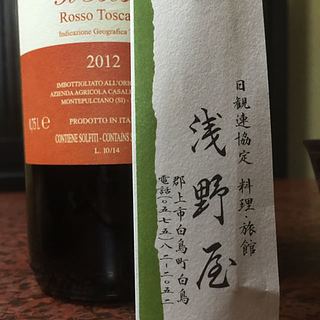 Rosso Tosca
Indicazione Geografica
2012
IMBOTTIGLIATO ALL'ORI
AZIENDA AGRICOLA CASAL
MONTEPULCIANO (SI) -
PRODOTTO IN ITA
CONTIENE SOLFITI - CONTAINS S
L. 10/14
0,75 L e
日観連協定 料理・旅館
浅野屋
郡上市白鳥町白鳥
電話(〇五七五)八二-二〇五二